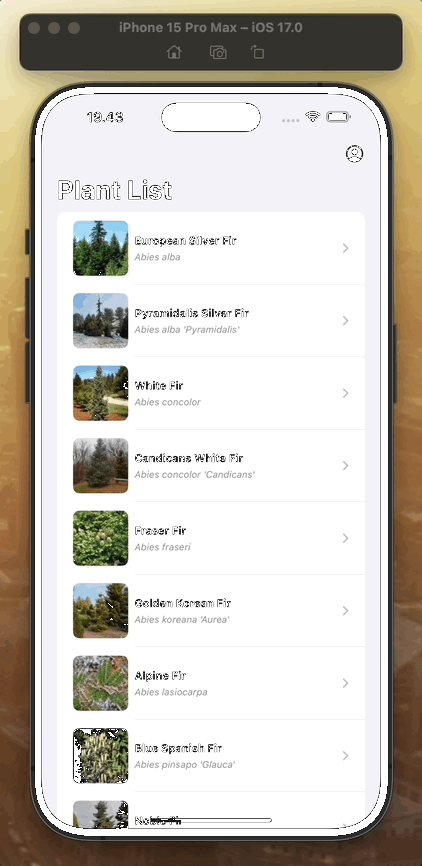 iPhone 15 Pro Max – iOS 17.0
19.43
Plant List
European Silver Fir
Abies alba
Pyramidalis Silver Fir
Abies alba 'Pyramidalis'
White Fir
Abies concolor
Candicans White Fir
Abies concolor 'Candicans'
Fraser Fir
Abies fraseri
Golden Korean Fir
Abies koreana 'Aurea'
Alpine Fir
Abies lasiocarpa
Blue Spanish Fir
Abies pinsapo 'Glauca'
Noble Fir